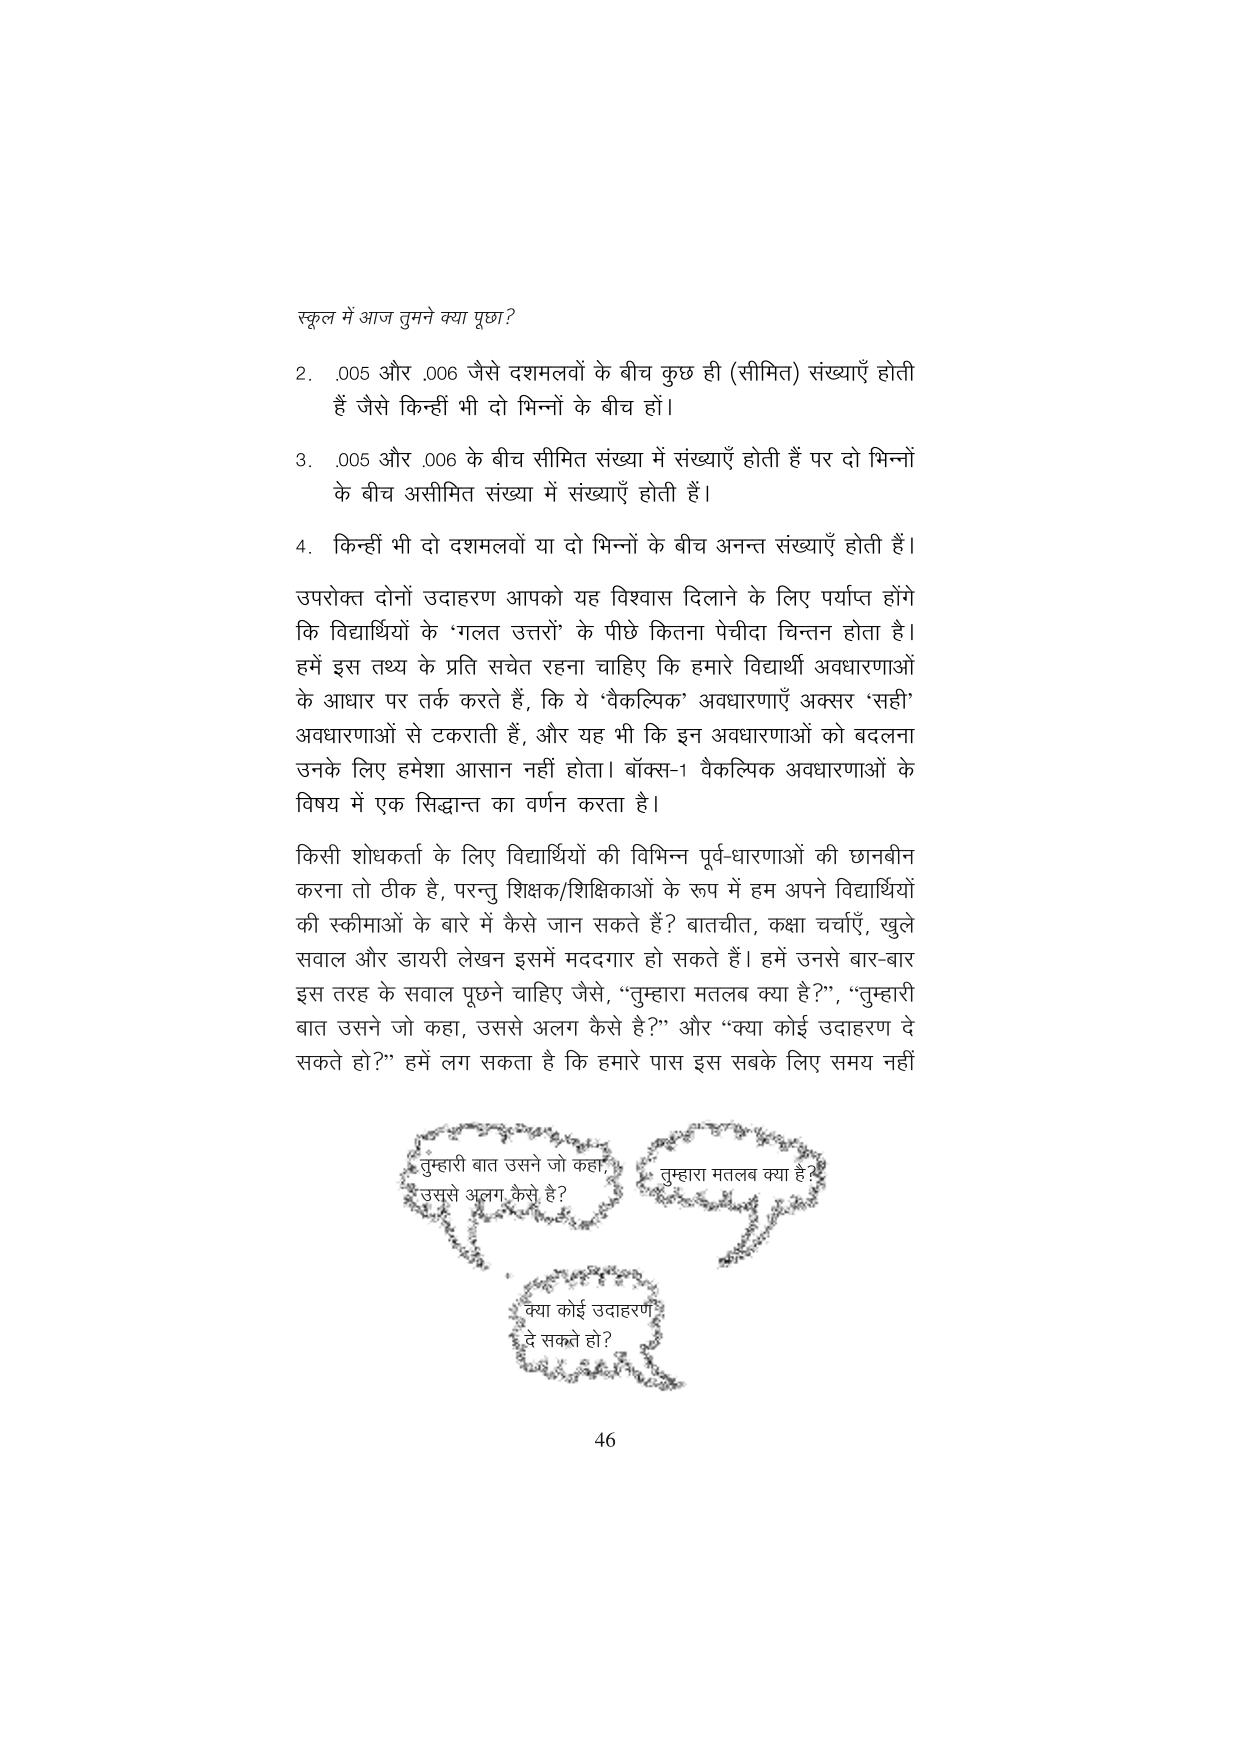 स्कूल में आज तुमने क्या पूछा?
2. .005 और .006 जैसे दशमलवों के बीच कुछ ही (सीमित) संख्याएँ होती
हैं जैसे किन्हीं भी दो भिन्नों के बीच हों।
3. .005 और .006 के बीच सीमित संख्या में संख्याएँ होती हैं पर दो भिन्नों
के बीच असीमित संख्या में संख्याएँ होती हैं।
4. किन्हीं भी दो दशमलवों या दो भिन्नों के बीच अनन्त संख्याएँ होती हैं।
उपरोक्त दोनों उदाहरण आपको यह विश्वास दिलाने के लिए पर्याप्त होंगे
कि विद्यार्थियों के ‘गलत उत्तरों’ के पीछे कितना पेचीदा चिन्तन होता है।
हमें इस तथ्य के प्रति सचेत रहना चाहिए कि हमारे विद्यार्थी अवधारणाओं
के आधार पर तर्क करते हैं, कि ये ‘वैकल्पिक’ अवधारणाएँ अक्सर ‘सही’
अवधारणाओं से टकराती हैं, और यह भी कि इन अवधारणाओं को बदलना
उनके लिए हमेशा आसान नहीं होता। बॉक्स-1 वैकल्पिक अवधारणाओं के
विषय में एक सिद्धान्त का वर्णन करता है।
किसी शोधकर्ता के लिए विद्यार्थियों की विभिन्न पूर्व-धारणाओं की छानबीन
करना तो ठीक है, परन्तु शिक्षक/शिक्षिकाओं के रूप में हम अपने विद्यार्थियों
की स्कीमाओं के बारे में कैसे जान सकते हैं? बातचीत, कक्षा चर्चाएँ, खुले
सवाल और डायरी लेखन इसमें मददगार हो सकते हैं। हमें उनसे बार-बार
इस तरह के सवाल पूछने चाहिए जैसे, “तुम्हारा मतलब क्या है?”, “तुम्हारी
बात उसने जो कहा, उससे अलग कैसे है?” और “क्या कोई उदाहरण दे
सकते हो?” हमें लग सकता है कि हमारे पास इस सबके लिए समय नहीं
तुम्हारी बात उसने जो कहा,
उससे अलग कैसे है?
तुम्हारा मतलब क्या है?
क्या कोई उदाहरण
दे सकते हो?
46